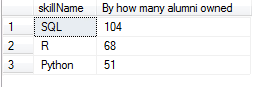 skillName By how many alumni owned
1 SQL 104
2 R 68
3 Python 51